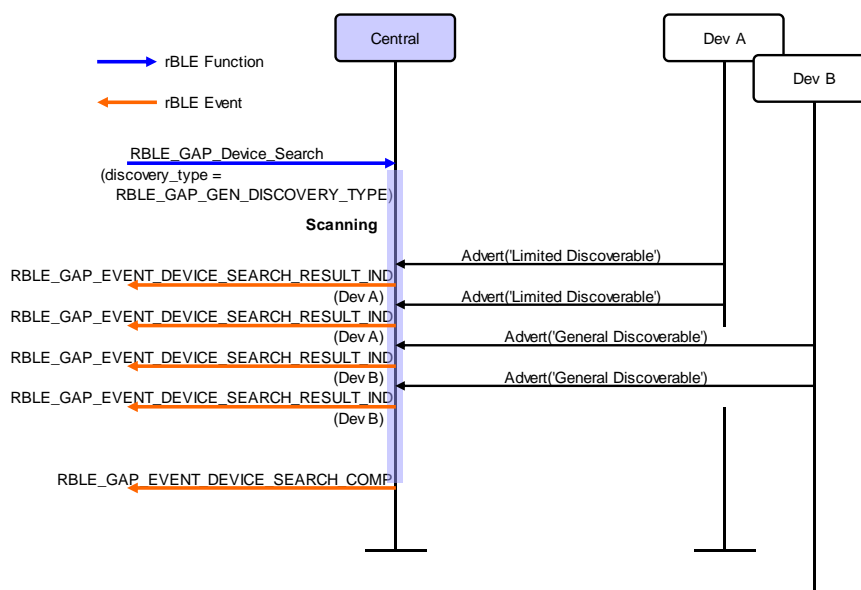 Central
Dev A
Dev B
rBLE Function
rBLE Event
RBLE_GAP_Device_Search
(discovery_type =
RBLE_GAP_GEN_DISCOVERY_TYPE)
Scanning
Advert('Limited Discoverable')
RBLE_GAP_EVENT_DEVICE_SEARCH_RESULT_IND
(Dev A)
Advert('Limited Discoverable')
RBLE_GAP_EVENT_DEVICE_SEARCH_RESULT_IND
(Dev A)
Advert('General Discoverable')
RBLE_GAP_EVENT_DEVICE_SEARCH_RESULT_IND
(Dev B)
Advert('General Discoverable')
RBLE_GAP_EVENT_DEVICE_SEARCH_RESULT_IND
(Dev B)
RBLE_GAP_EVENT_DEVICE_SEARCH_COMP